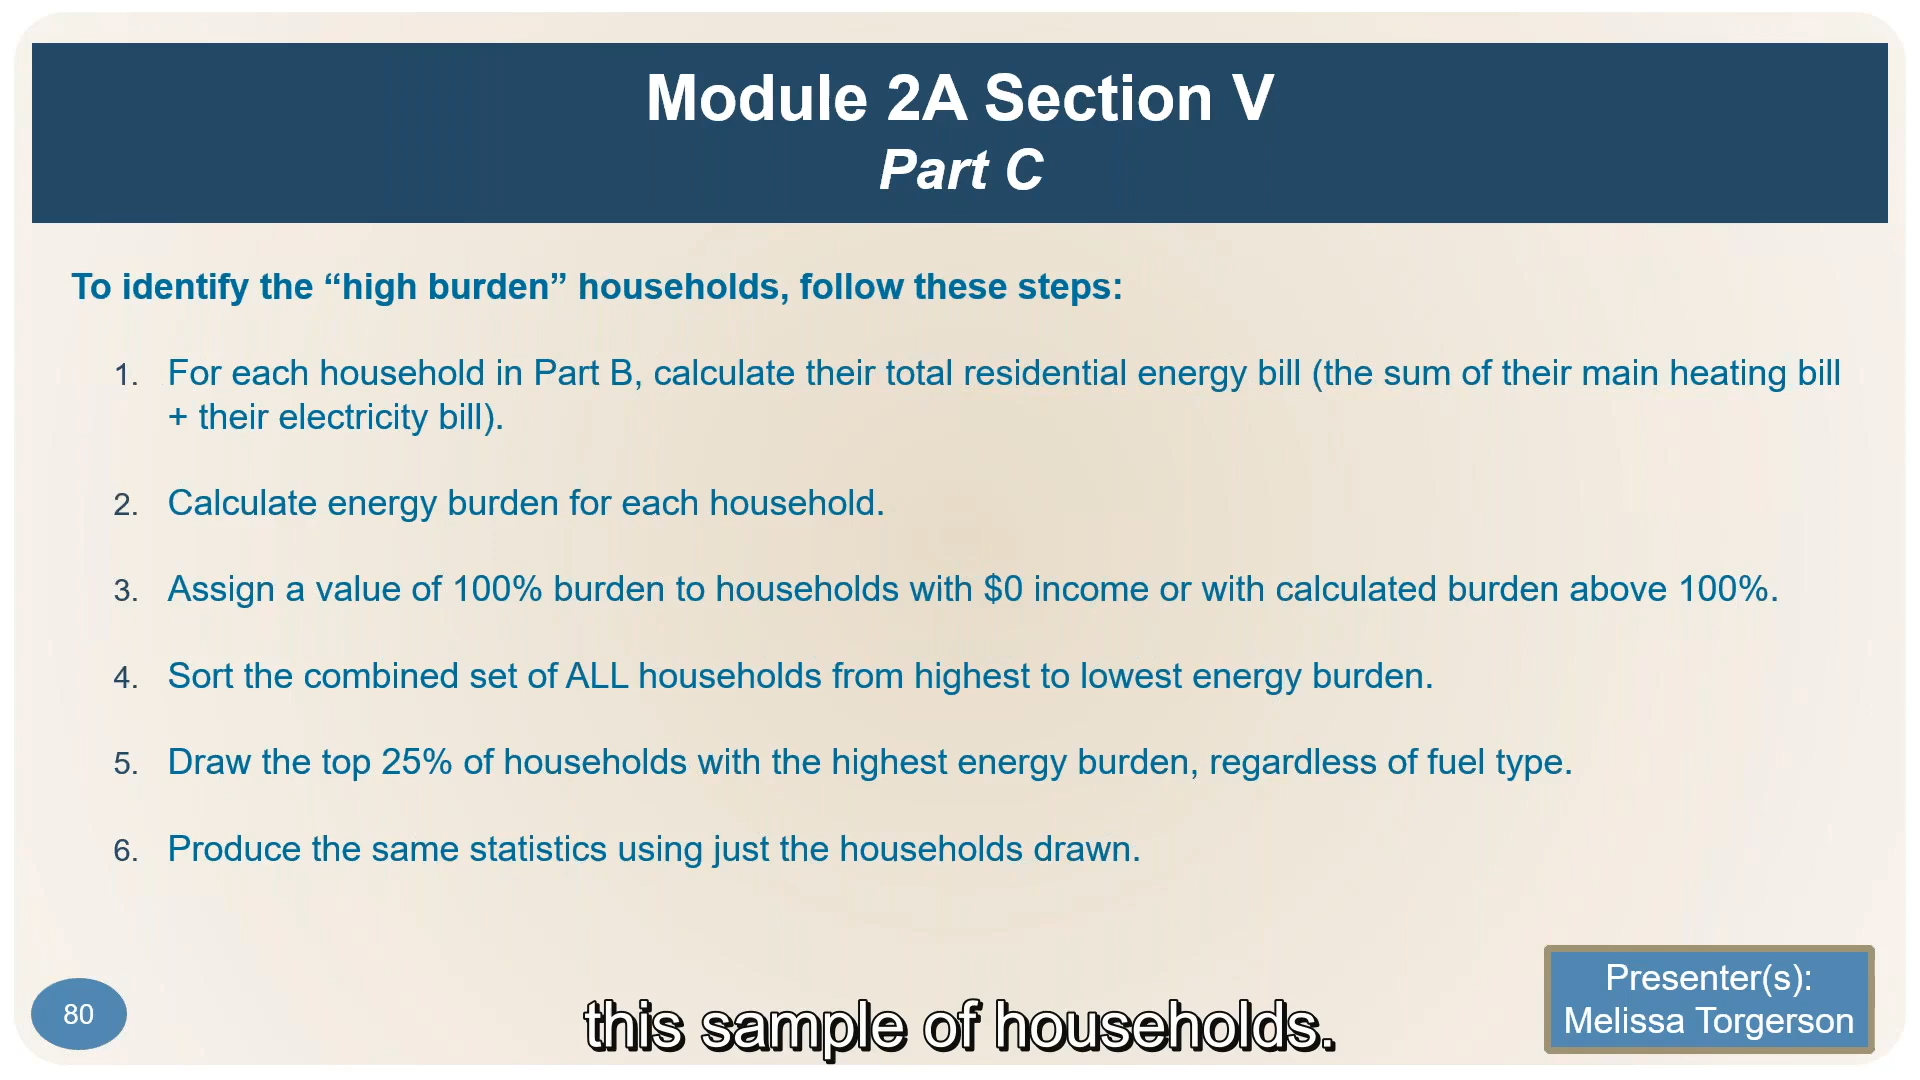 Module 2A Section V
Part C
To identify the “high burden” households, follow these steps:
1. For each household in Part B, calculate their total residential energy bill (the sum of their main heating bill
+ their electricity bill).
2. Calculate energy burden for each household.
3. Assign a value of 100% burden to households with $0 income or with calculated burden above 100%.
4. Sort the combined set of ALL households from highest to lowest energy burden.
5. Draw the top 25% of households with the highest energy burden, regardless of fuel type.
6. Produce the same statistics using just the households drawn.
Presenter(s):
Melissa Torgerson
80
this sample of households.